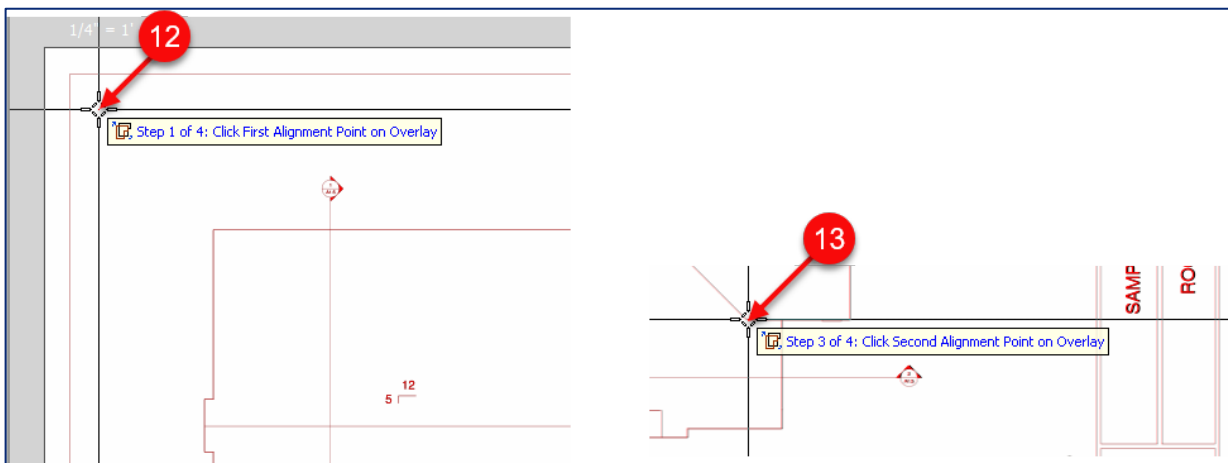 1/4" = 1'
12
Step 1 of 4: Click First Alignment Point on Overlay
12
5
13
SAMP
ROO
Step 3 of 4: Click Second Alignment Point on Overlay